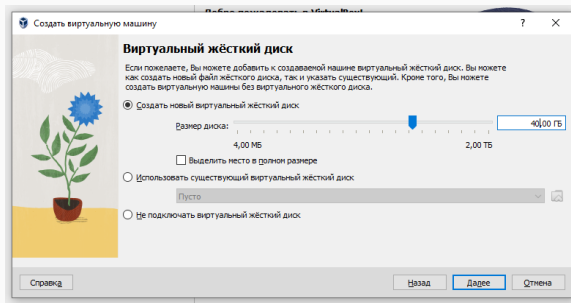 Добро пожаловать в VirtualBox!
Создать виртуальную машину
Виртуальный жёсткий диск
Если пожелаете, Вы можете добавить к создаваемой машине виртуальный жёсткий диск. Вы можете
как создать новый файл жёсткого диска, так и указать существующий. Кроме того, Вы можете
создать виртуальную машину без виртуального жёсткого диска.
Создать новый виртуальный жёсткий диск
Размер диска: 40,00 ГБ
4,00 МБ 2,00 ТБ
Выделить место в полном размере
Использовать существующий виртуальный жёсткий диск
Пусто
Не подключать виртуальный жёсткий диск
Справка Назад Далее Отмена